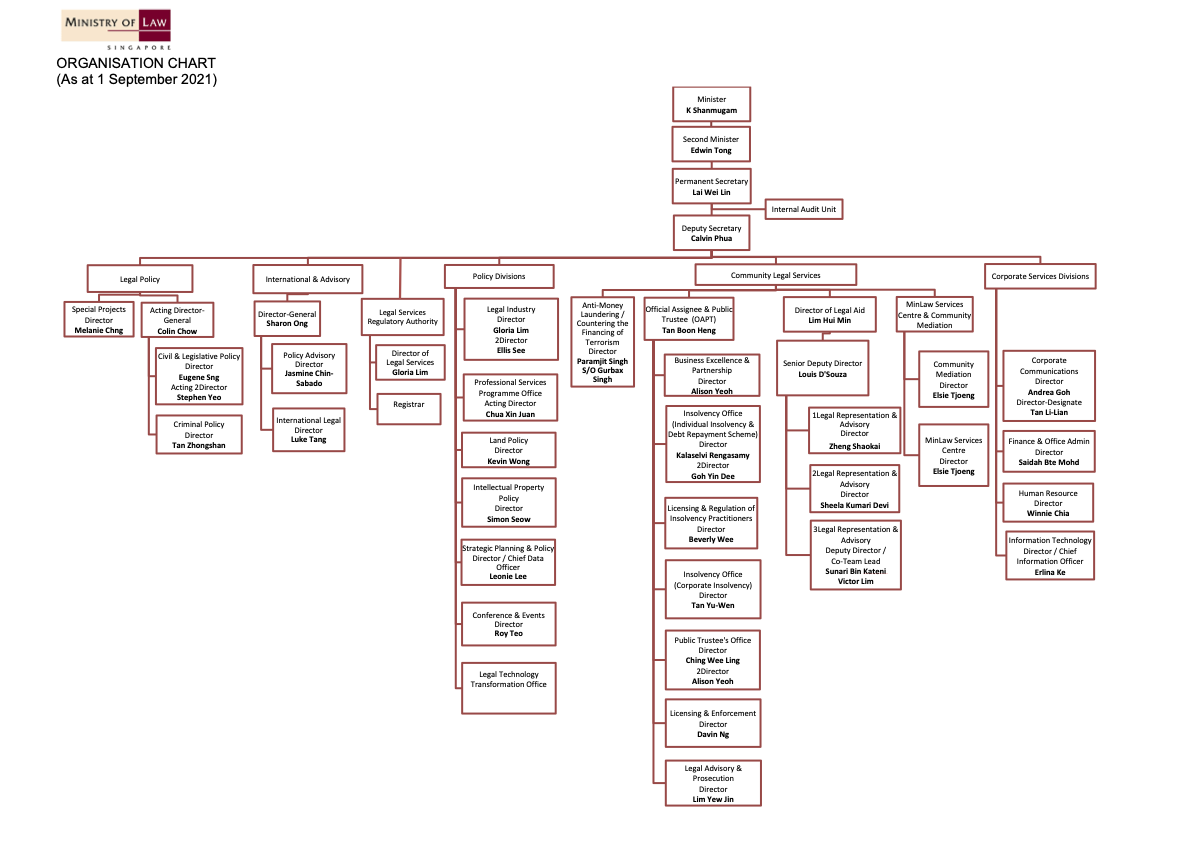 MINISTRY OF LAW
SINGAPORE
ORGANISATION CHART
(As at 1 September 2021)
Minister
K Shanmugam
Second Minister
Edwin Tong
Permanent Secretary
Lai Wei Lin
Internal Audit Unit
Deputy Secretary
Calvin Phua
Legal Policy
Special Projects
Director
Melanie Chng
Acting Director-
General
Colin Chow
Civil & Legislative Policy
Director
Eugene Sng
Acting 2Director
Stephen Yeo
Criminal Policy
Director
Tan Zhongshan
International & Advisory
Director-General
Sharon Ong
Policy Advisory
Director
Jasmine Chin-
Sabado
International Legal
Director
Luke Tang
Legal Services
Regulatory Authority
Director of
Legal Services
Gloria Lim
Registrar
Policy Divisions
Legal Industry
Director
Gloria Lim
2Director
Ellis See
Professional Services
Programme Office
Acting Director
Chua Xin Juan
Land Policy
Director
Kevin Wong
Intellectual Property
Policy
Director
Simon Seow
Strategic Planning & Policy
Director / Chief Data
Officer
Leonie Lee
Conference & Events
Director
Roy Teo
Legal Technology
Transformation Office
Community Legal Services
Anti-Money
Laundering /
Countering the
Financing of
Terrorism
Director
Paramjit Singh
S/O Gurbax
Singh
Official Assignee & Public
Trustee (OAPT)
Tan Boon Heng
Business Excellence &
Partnership
Director
Alison Yeoh
Insolvency Office
(Individual Insolvency &
Debt Repayment Scheme)
Director
Kalaselvi Rengasamy
2Director
Goh Yin Dee
Licensing & Regulation of
Insolvency Practitioners
Director
Beverly Wee
Insolvency Office
(Corporate Insolvency)
Director
Tan Yu-Wen
Public Trustee's Office
Director
Ching Wee Ling
2Director
Alison Yeoh
Licensing & Enforcement
Director
Davin Ng
Legal Advisory &
Prosecution
Director
Lim Yew Jin
Director of Legal Aid
Lim Hui Min
Senior Deputy Director
Louis D'Souza
1Legal Representation &
Advisory
Director
Zheng Shaokai
2Legal Representation &
Advisory
Director
Sheela Kumari Devi
3Legal Representation &
Advisory
Deputy Director /
Co-Team Lead
Sunari Bin Kateni
Victor Lim
MinLaw Services
Centre & Community
Mediation
Community
Mediation
Director
Elsie Tjoeng
MinLaw Services
Centre
Director
Elsie Tjoeng
Corporate Services Divisions
Corporate
Communications
Director
Andrea Goh
Director-Designate
Tan Li-Lian
Finance & Office Admin
Director
Saidah Bte Mohd
Human Resource
Director
Winnie Chia
Information Technology
Director / Chief
Information Officer
Erlina Ke